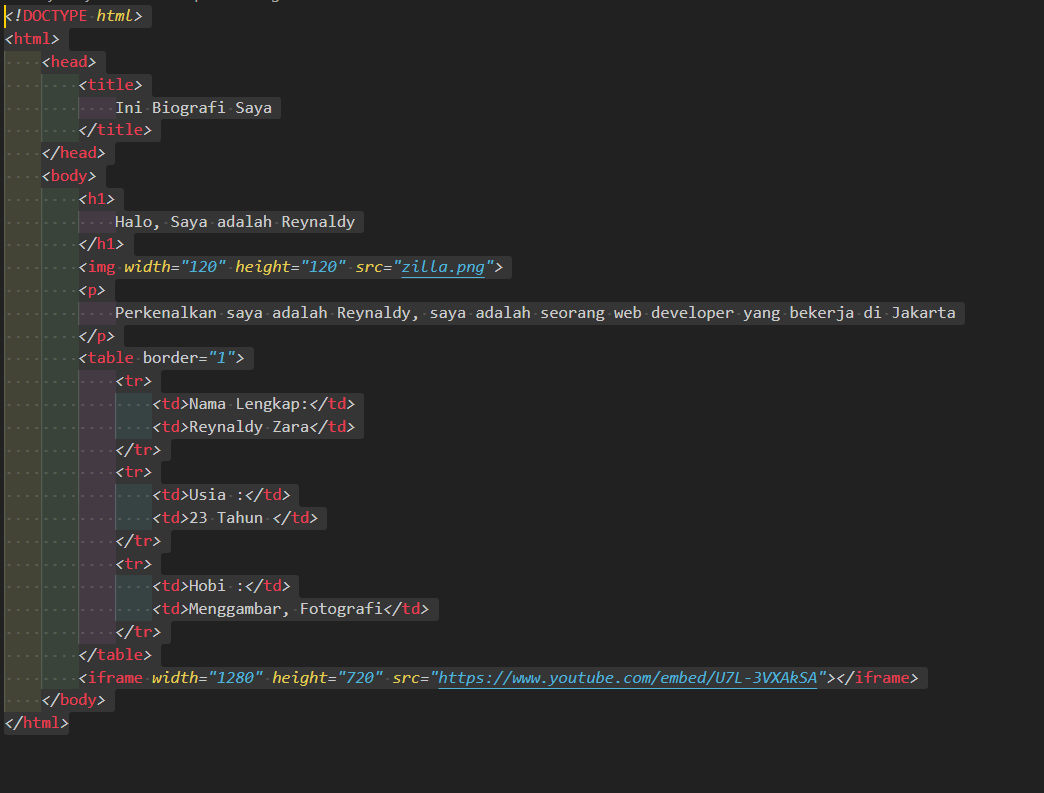 <!DOCTYPE html>
<html>
    <head>
        <title>
            Ini Biografi Saya
        </title>
    </head>
    <body>
        <h1>
            Halo, Saya adalah Reynaldy
        </h1>
        <img width="120" height="120" src="zilla.png">
        <p>
            Perkenalkan saya adalah Reynaldy, saya adalah seorang web developer yang bekerja di Jakarta
        </p>
        <table border="1">
            <tr>
                <td>Nama Lengkap:</td>
                <td>Reynaldy Zara</td>
            </tr>
            <tr>
                <td>Usia :</td>
                <td>23 Tahun </td>
            </tr>
            <tr>
                <td>Hobi :</td>
                <td>Menggambar, Fotografi</td>
            </tr>
        </table>
        <iframe width="1280" height="720" src="https://www.youtube.com/embed/U7L-3VXAkSA"></iframe>
    </body>
</html>